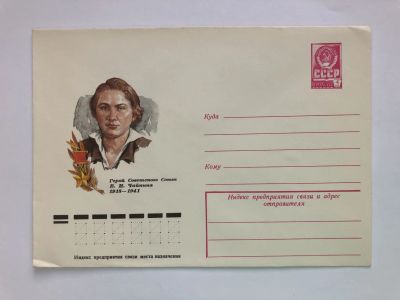 СССР
Герой Советского Союза
Е. И. Чайкина
1918—1941
Куда
Кому
Индекс предприятия связи и адрес
отправителя
Индекс предприятия связи места назначения